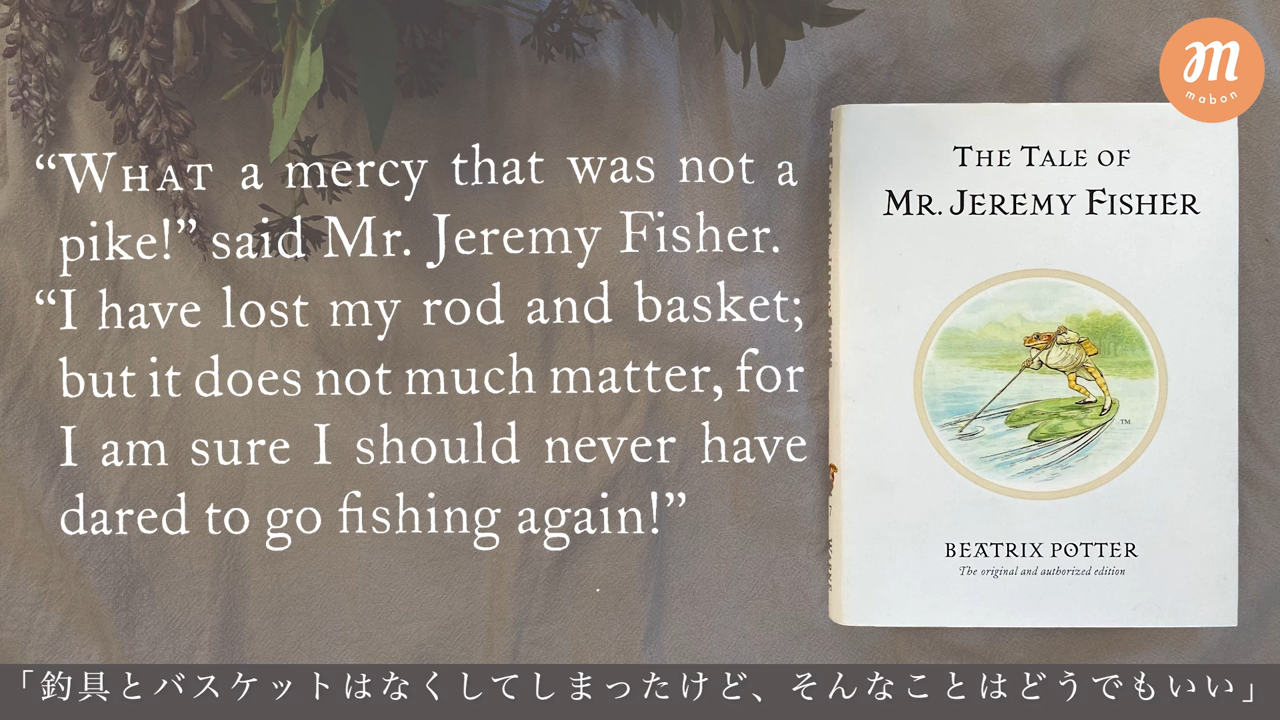 m
mabon
“WHAT a mercy that was not a
pike!” said Mr. Jeremy Fisher.
“I have lost my rod and basket;
but it does not much matter, for
I am sure I should never have
dared to go fishing again!”
THE TALE OF
MR. JEREMY FISHER
TM
BEATRIX POTTER
The original and authorized edition
「釣具とバスケットはなくしてしまったけど、そんなことはどうでもいい」